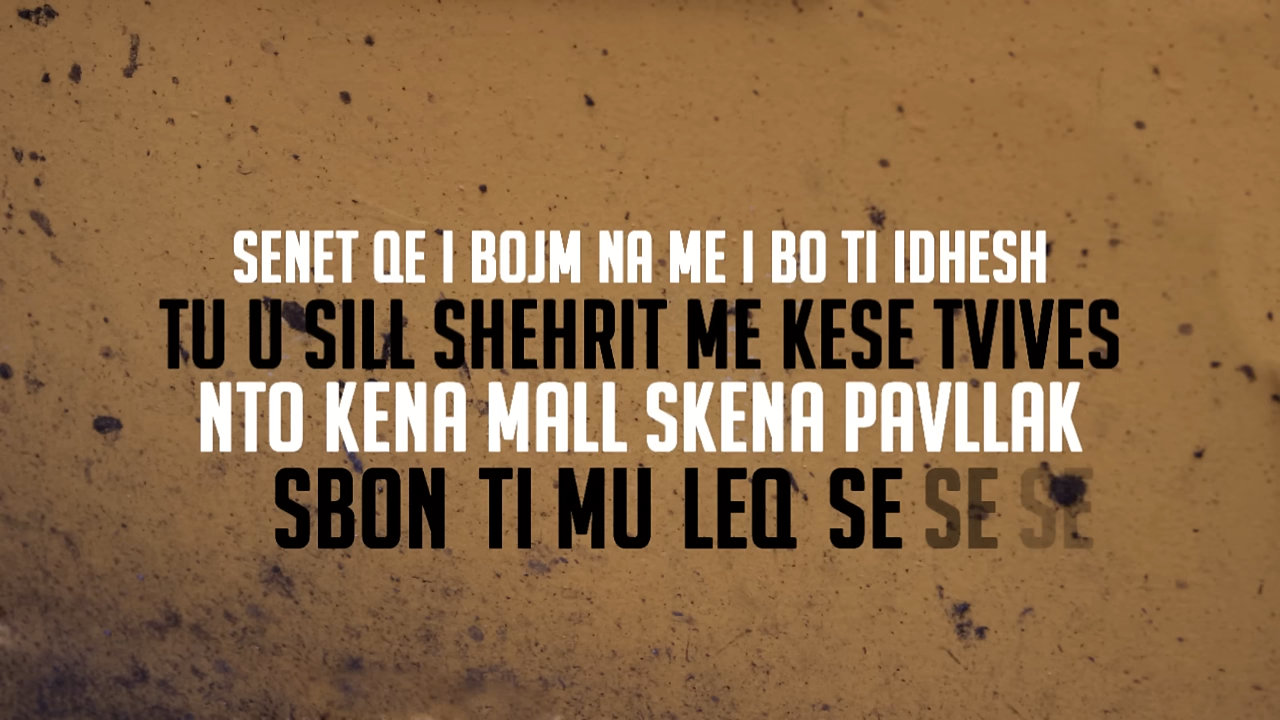 SENET QE I BOJM NA ME I BO TI IDHESH
TU U SILL SHEHRIT ME KESE TVIVES
NTO KENA MALL SKENA PAVLLAK
SBON TI MU LEQ SE SE SE